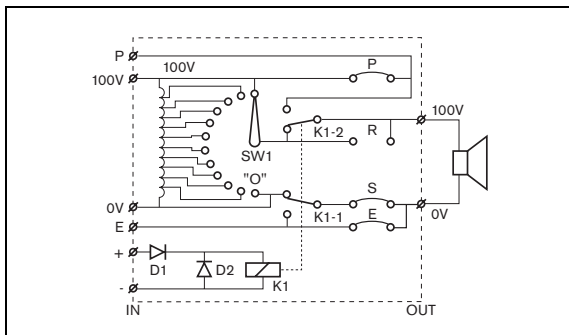 P
100V
100V
P
100V
K1-2
R
SW1
"O"
S
K1-1
0V
E
0V
E
+
D1
D2
K1
-
IN
OUT